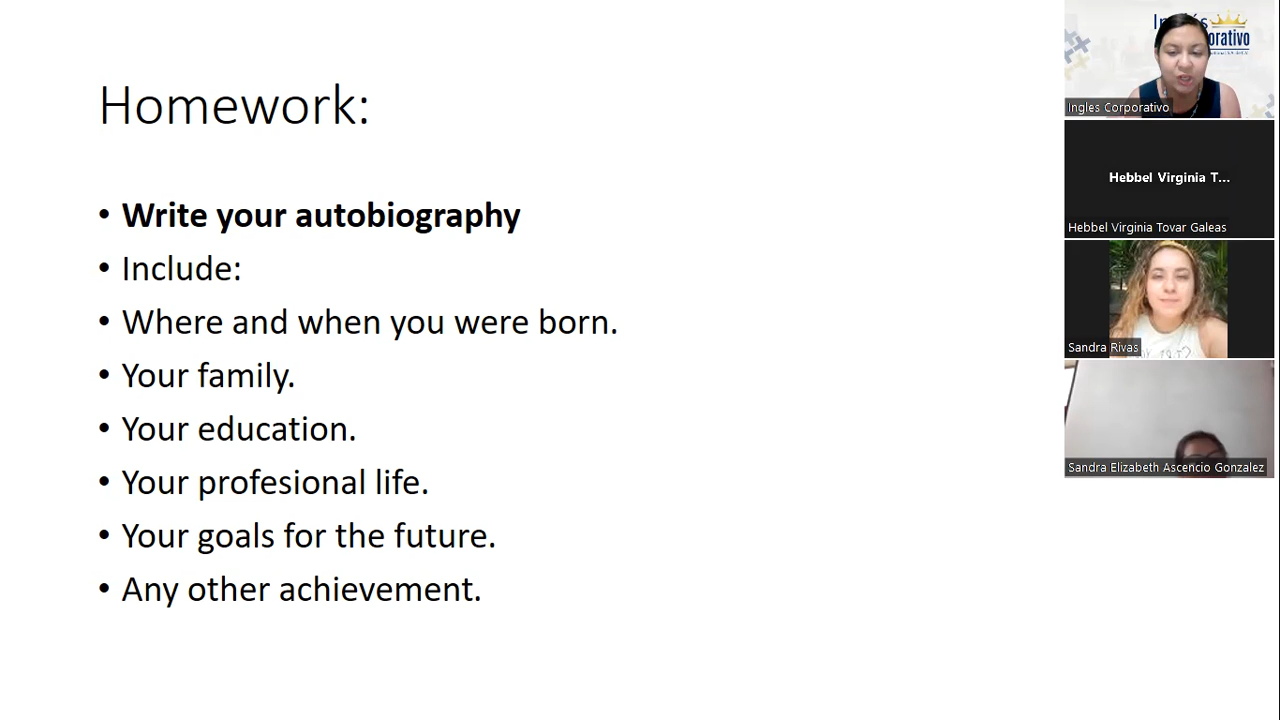 Homework:
• Write your autobiography
• Include:
• Where and when you were born.
• Your family.
• Your education.
• Your profesional life.
• Your goals for the future.
• Any other achievement.
Ingles Corporativo
Hebbel Virginia T...
Hebbel Virginia Tovar Galeas
Sandra Rivas
Sandra Elizabeth Ascencio Gonzalez